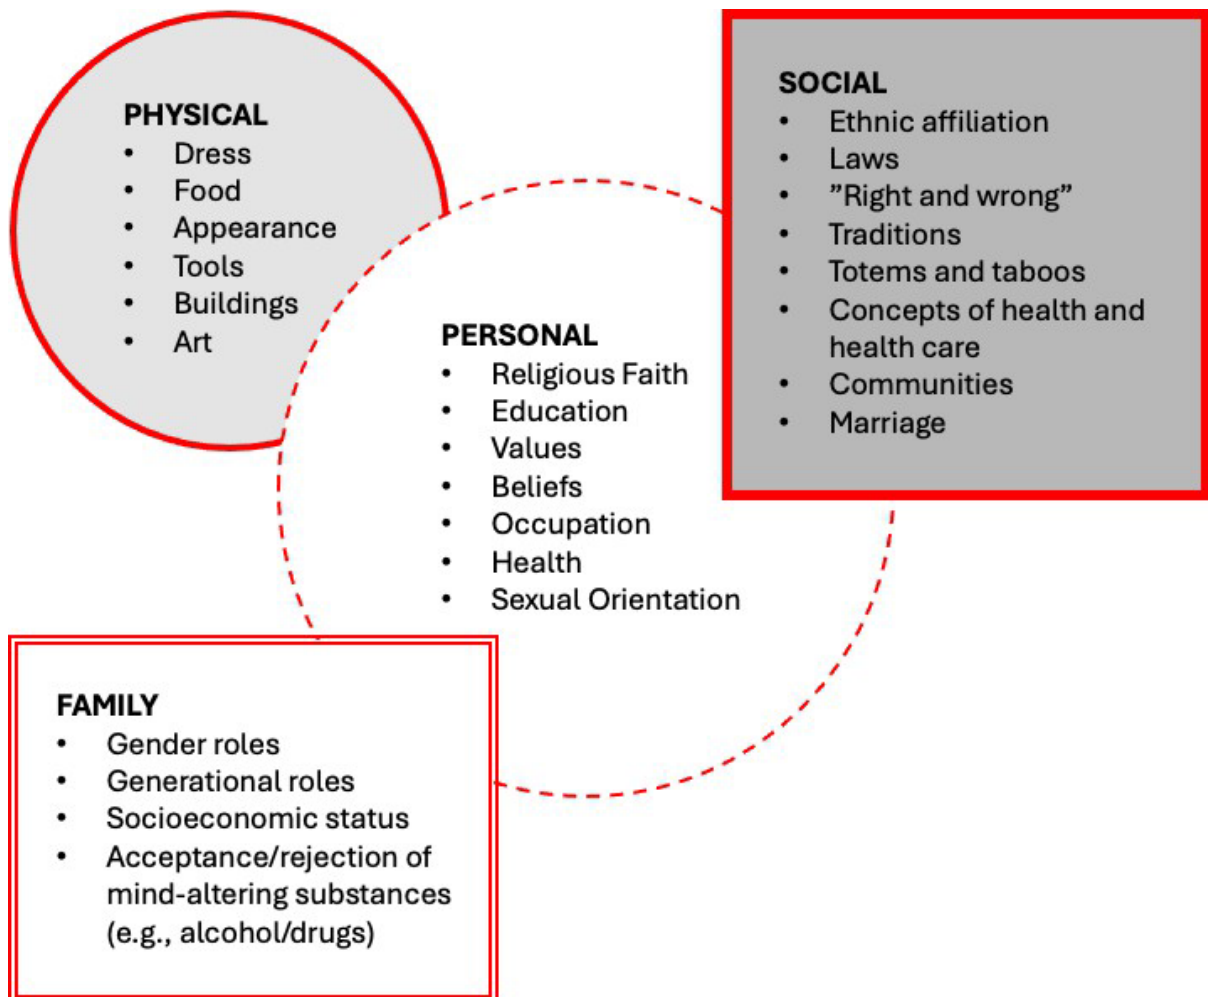 PHYSICAL
• Dress
• Food
• Appearance
• Tools
• Buildings
• Art
SOCIAL
• Ethnic affiliation
• Laws
• ”Right and wrong”
• Traditions
• Totems and taboos
• Concepts of health and
health care
• Communities
• Marriage
PERSONAL
• Religious Faith
• Education
• Values
• Beliefs
• Occupation
• Health
• Sexual Orientation
FAMILY
• Gender roles
• Generational roles
• Socioeconomic status
• Acceptance/rejection of
mind-altering substances
(e.g., alcohol/drugs)